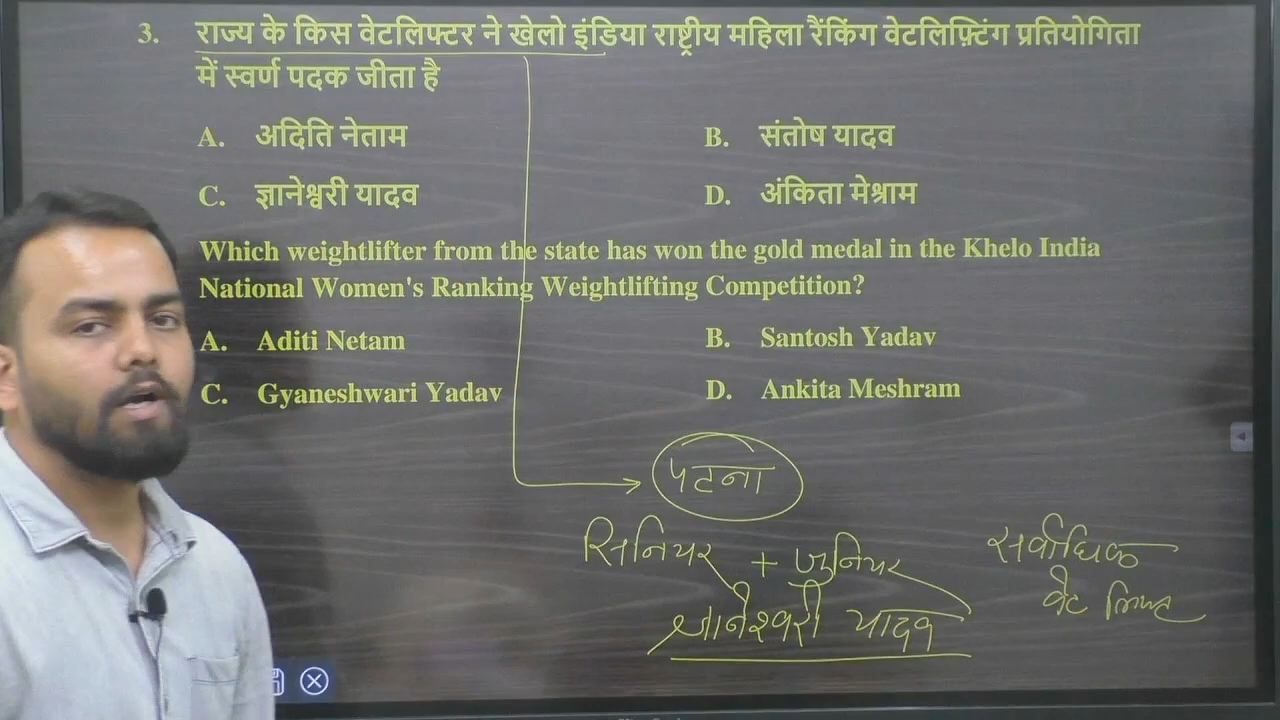 3. राज्य के किस वेटलिफ्टर ने खेलो इंडिया राष्ट्रीय महिला रैंकिंग वेटलिफ़्टिंग प्रतियोगिता
में स्वर्ण पदक जीता है
A. अदिति नेताम B. संतोष यादव
C. ज्ञानेश्वरी यादव D. अंकिता मेश्राम
Which weightlifter from the state has won the gold medal in the Khelo India
National Women's Ranking Weightlifting Competition?
A. Aditi Netam B. Santosh Yadav
C. Gyaneshwari Yadav D. Ankita Meshram
पटना
सिनियर + जुनियर सर्वाधिक
ज्ञानेश्वरी यादव वेट लिफ्ट